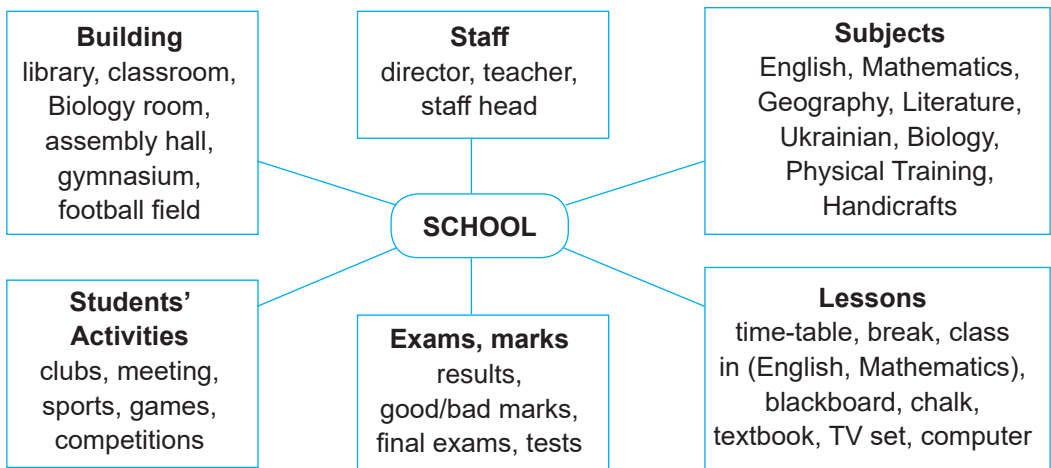 Building
library, classroom,
Biology room,
assembly hall,
gymnasium,
football field
Staff
director, teacher,
staff head
Subjects
English, Mathematics,
Geography, Literature,
Ukrainian, Biology,
Physical Training,
Handicrafts
SCHOOL
Students’
Activities
clubs, meeting,
sports, games,
competitions
Exams, marks
results,
good/bad marks,
final exams, tests
Lessons
time-table, break, class
in (English, Mathematics),
blackboard, chalk,
textbook, TV set, computer